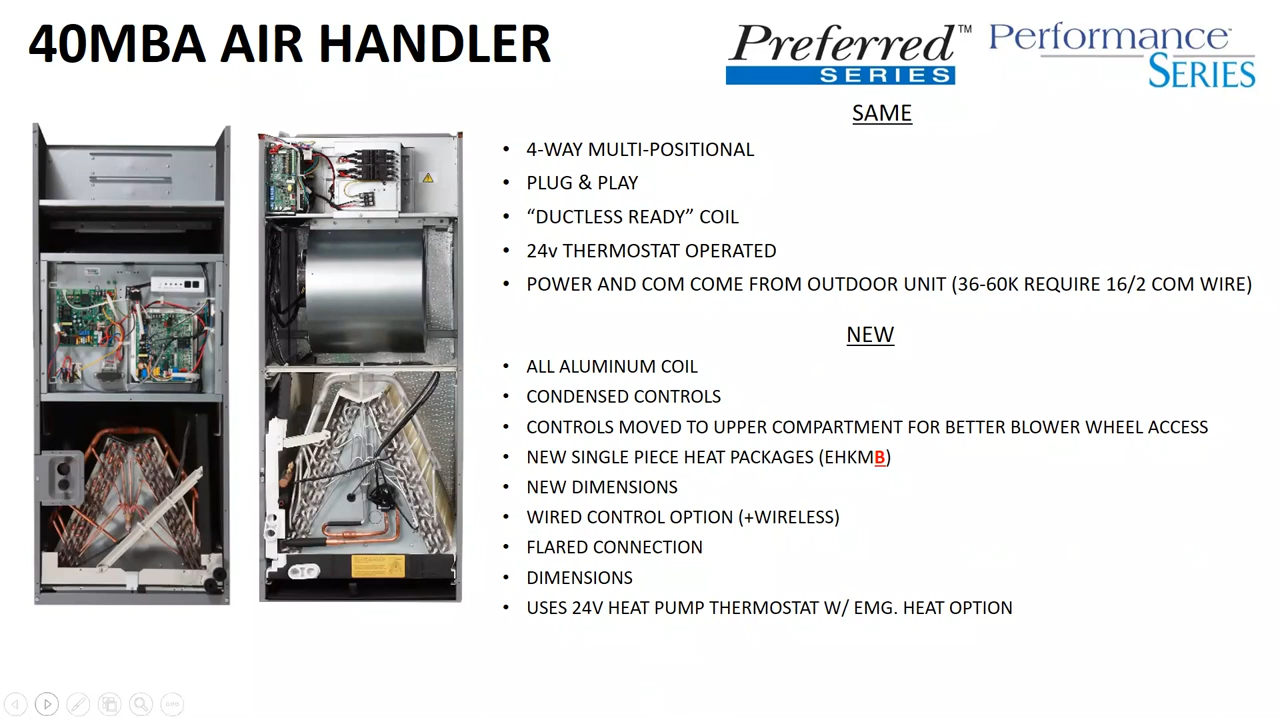 40MBA AIR HANDLER
Preferred™
SERIES
Performance
SERIES
SAME
• 4-WAY MULTI-POSITIONAL
• PLUG & PLAY
• “DUCTLESS READY” COIL
• 24v THERMOSTAT OPERATED
• POWER AND COM COME FROM OUTDOOR UNIT (36-60K REQUIRE 16/2 COM WIRE)
NEW
• ALL ALUMINUM COIL
• CONDENSED CONTROLS
• CONTROLS MOVED TO UPPER COMPARTMENT FOR BETTER BLOWER WHEEL ACCESS
• NEW SINGLE PIECE HEAT PACKAGES (EHKMB)
• NEW DIMENSIONS
• WIRED CONTROL OPTION (+WIRELESS)
• FLARED CONNECTION
• DIMENSIONS
• USES 24V HEAT PUMP THERMOSTAT W/ EMG. HEAT OPTION